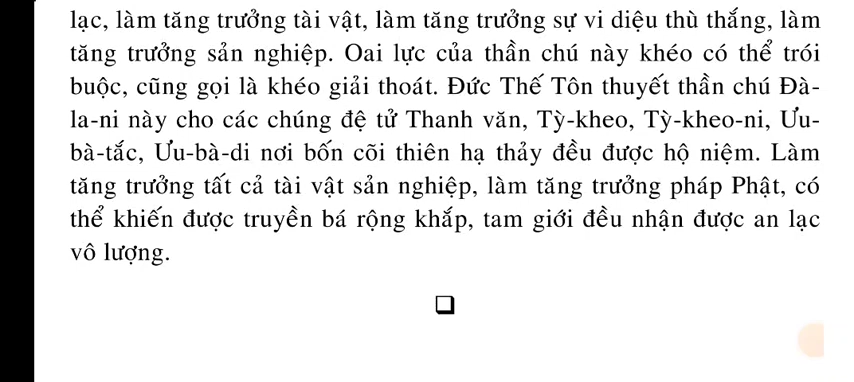 lạc, làm tăng trưởng tài vật, làm tăng trưởng sự vi diệu thù thắng, làm
tăng trưởng sản nghiệp. Oai lực của thần chú này khéo có thể trói
buộc, cũng gọi là khéo giải thoát. Đức Thế Tôn thuyết thần chú Đà-
la-ni này cho các chúng đệ tử Thanh văn, Tỳ-kheo, Tỳ-kheo-ni, Ưu-
bà-tắc, Ưu-bà-di nơi bốn cõi thiên hạ thảy đều được hộ niệm. Làm
tăng trưởng tất cả tài vật sản nghiệp, làm tăng trưởng pháp Phật, có
thể khiến được truyền bá rộng khắp, tam giới đều nhận được an lạc
vô lượng.